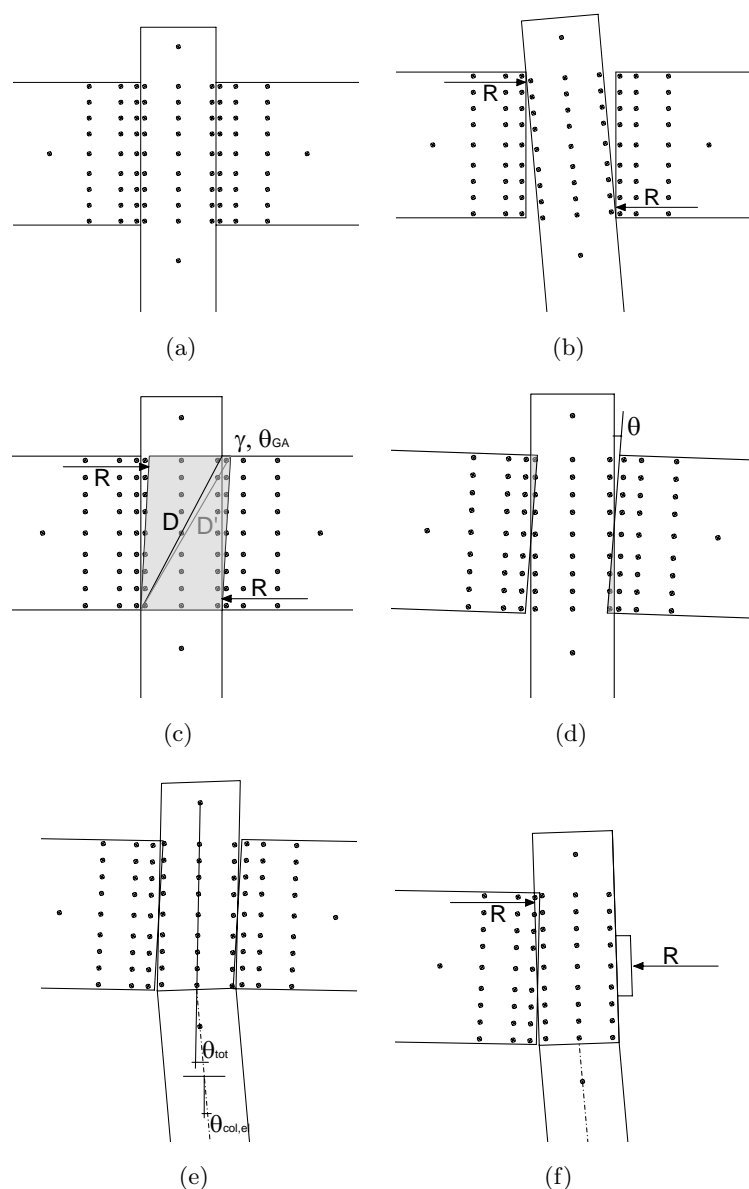 R
R
(a)
(b)
γ, θGA
R
D
D'
R
θ
(c)
(d)
θtot
θcol,el
R
R
(e)
(f)